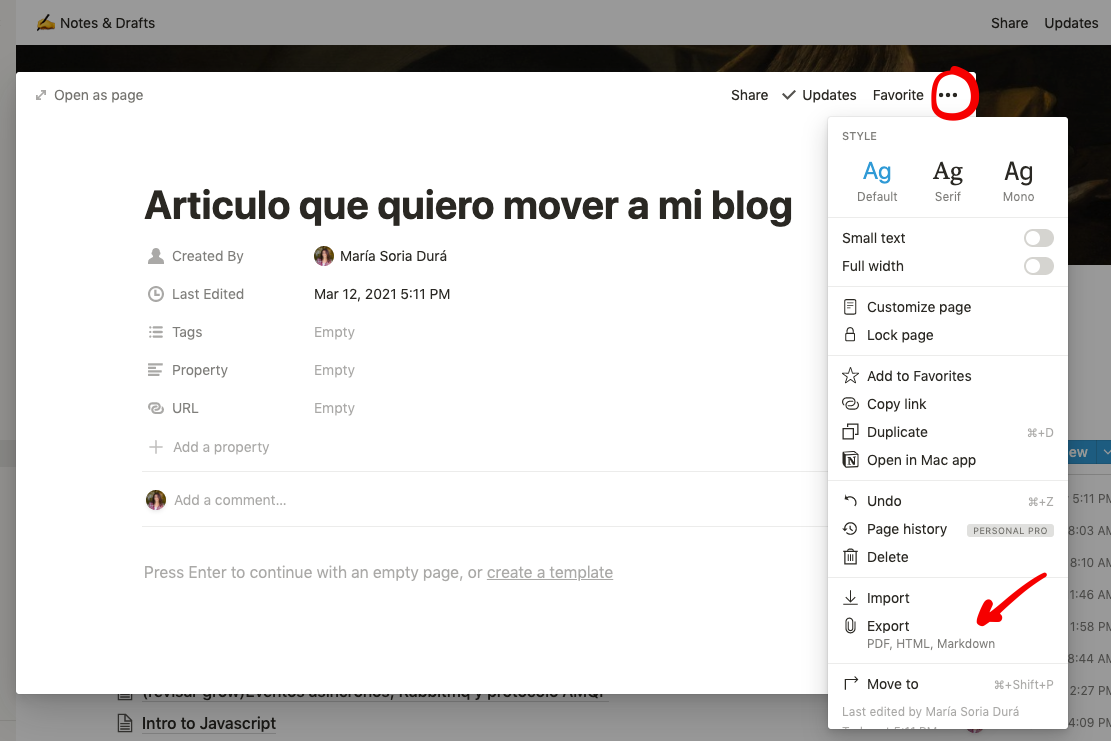 ✍️ Notes & Drafts
Share Updates
Open as page
Share ✓ Updates Favorite •••
STYLE
Ag Ag Ag
Default Serif Mono
Articulo que quiero mover a mi blog
Small text
Full width
Created By María Soria Durá
Last Edited Mar 12, 2021 5:11 PM
Tags Empty
Property Empty
URL Empty
+ Add a property
Add a comment...
Press Enter to continue with an empty page, or create a template
Customize page
Lock page
Add to Favorites
Copy link
Duplicate ⌘+D
Open in Mac app
Undo ⌘+Z
Page history PERSONAL PRO
Delete
Import
Export
PDF, HTML, Markdown
Move to ⌘+Shift+P
Last edited by María Soria Durá
ew
5:11 PM
8:03 AM
8:10 AM
1:46 AM
1:58 PM
8:44 AM
2:27 PM
4:09 PM
(revisar grow)Eventos asíncronos, Rabbitmq y protocolo AMQP
Intro to Javascript